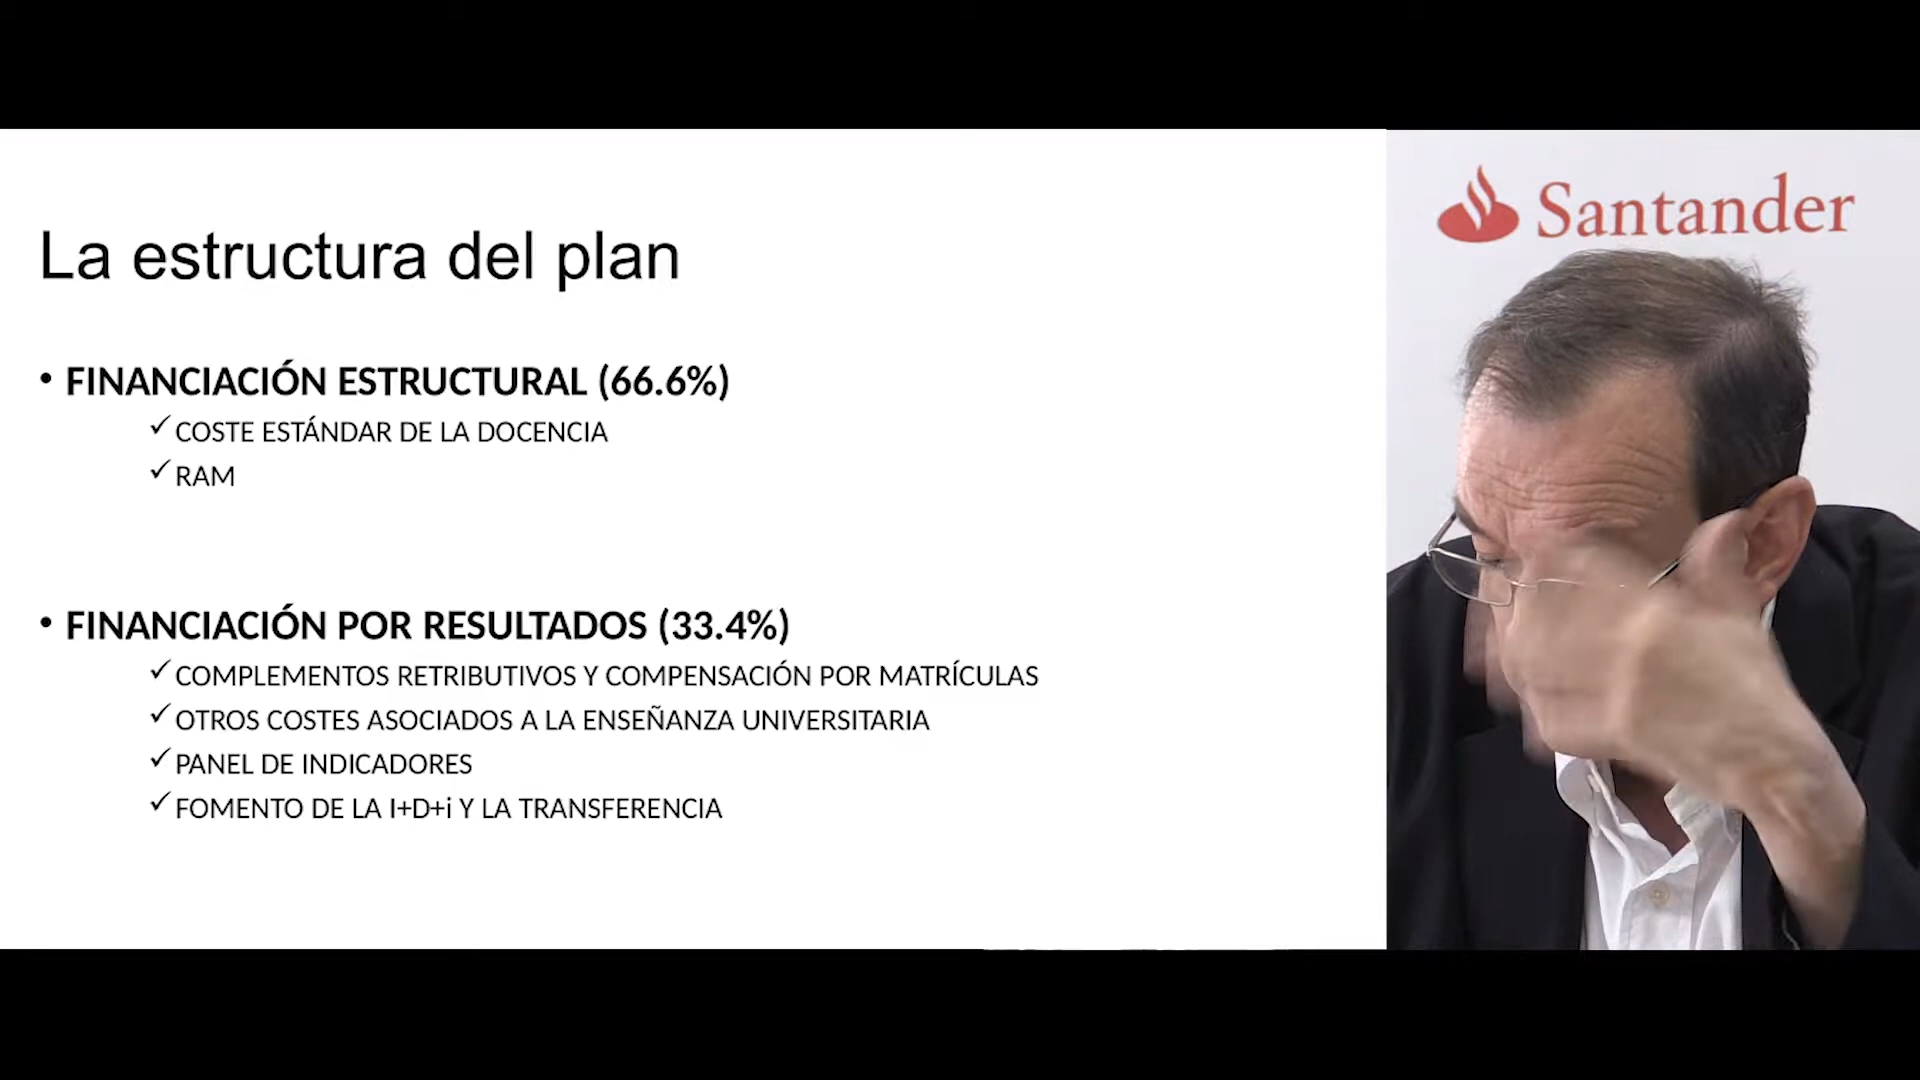 La estructura del plan
• FINANCIACIÓN ESTRUCTURAL (66.6%)
✓COSTE ESTÁNDAR DE LA DOCENCIA
✓RAM
• FINANCIACIÓN POR RESULTADOS (33.4%)
✓COMPLEMENTOS RETRIBUTIVOS Y COMPENSACIÓN POR MATRÍCULAS
✓OTROS COSTES ASOCIADOS A LA ENSEÑANZA UNIVERSITARIA
✓PANEL DE INDICADORES
✓FOMENTO DE LA I+D+i Y LA TRANSFERENCIA
Santander